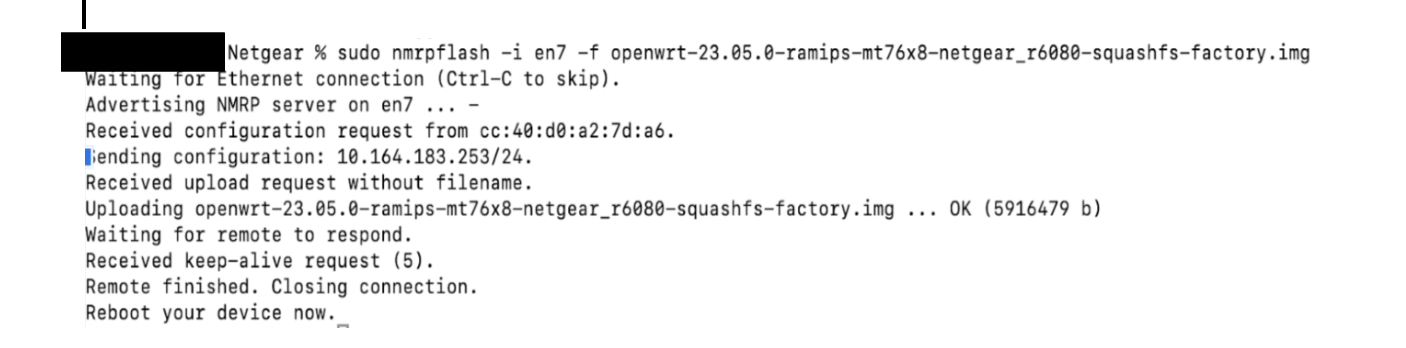 Netgear % sudo nmrpflash -i en7 -f openwrt-23.05.0-ramips-mt76x8-netgear_r6080-squashfs-factory.img
Waiting for Ethernet connection (Ctrl-C to skip).
Advertising NMRP server on en7 ... -
Received configuration request from cc:40:d0:a2:7d:a6.
Sending configuration: 10.164.183.253/24.
Received upload request without filename.
Uploading openwrt-23.05.0-ramips-mt76x8-netgear_r6080-squashfs-factory.img ... OK (5916479 b)
Waiting for remote to respond.
Received keep-alive request (5).
Remote finished. Closing connection.
Reboot your device now.